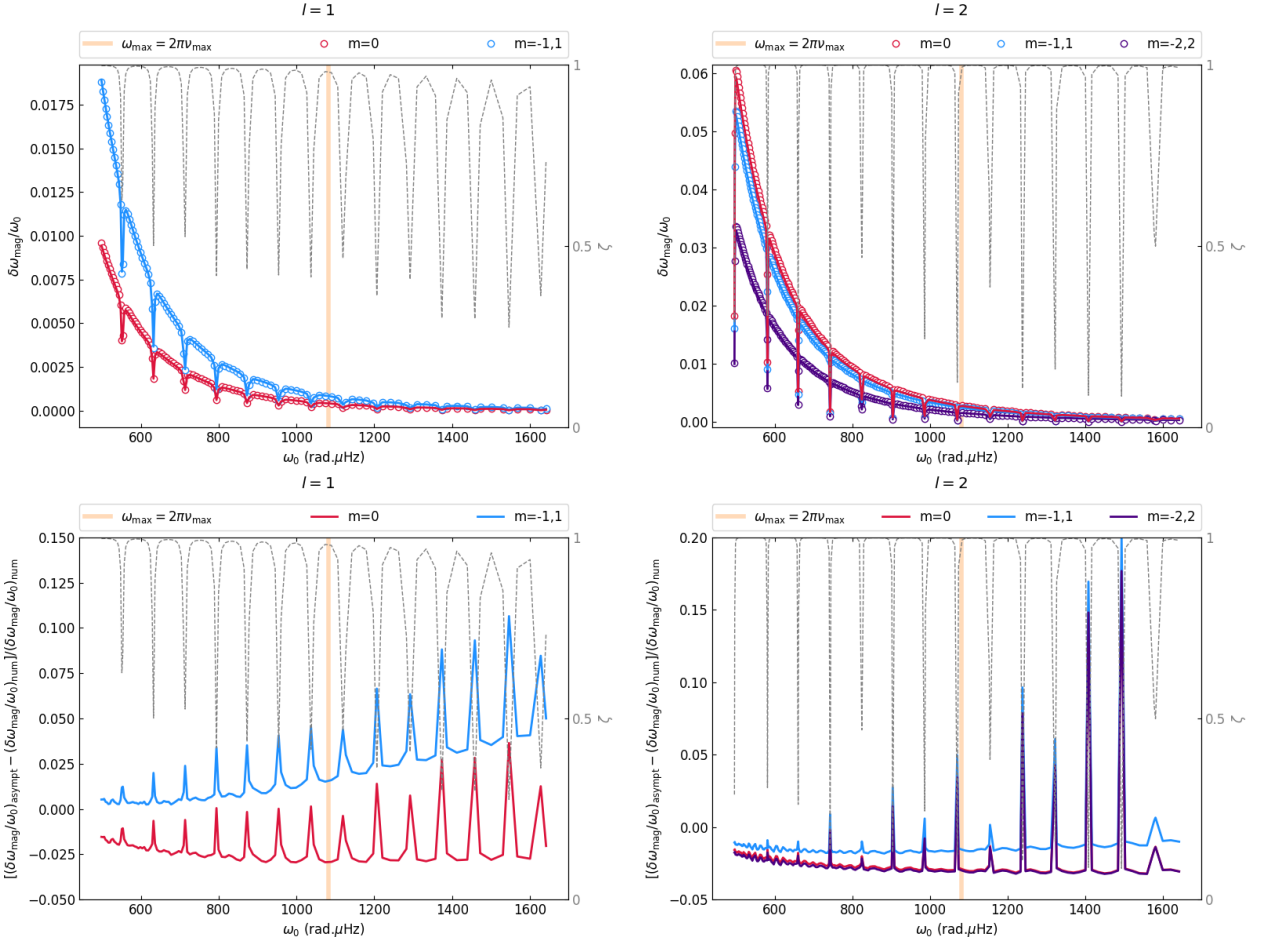 l = 1
ω_max = 2πν_max m=0 m=-1,1
0.0175
0.0150
0.0125
0.0100
0.0075
0.0050
0.0025
0.0000
δω_mag/ω_0
1
0.5
0
ζ
600 800 1000 1200 1400 1600
ω_0 (rad.μHz)
l = 2
ω_max = 2πν_max m=0 m=-1,1 m=-2,2
0.06
0.05
0.04
0.03
0.02
0.01
0.00
δω_mag/ω_0
1
0.5
0
ζ
600 800 1000 1200 1400 1600
ω_0 (rad.μHz)
l = 1
ω_max = 2πν_max m=0 m=-1,1
0.150
0.125
0.100
0.075
0.050
0.025
0.000
−0.025
−0.050
[(δω_mag/ω_0)_asympt − (δω_mag/ω_0)_num]/(δω_mag/ω_0)_num
1
0.5
0
ζ
600 800 1000 1200 1400 1600
ω_0 (rad.μHz)
l = 2
ω_max = 2πν_max m=0 m=-1,1 m=-2,2
0.20
0.15
0.10
0.05
0.00
−0.05
[(δω_mag/ω_0)_asympt − (δω_mag/ω_0)_num]/(δω_mag/ω_0)_num
1
0.5
0
ζ
600 800 1000 1200 1400 1600
ω_0 (rad.μHz)